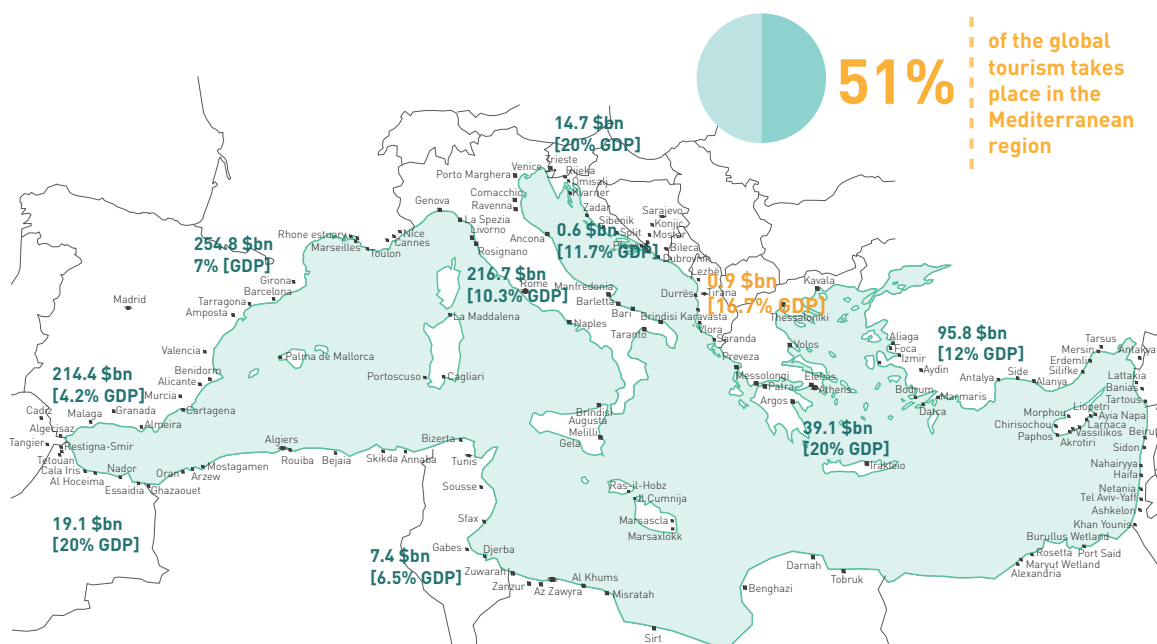 51%
of the global
tourism takes
place in the
Mediterranean
region
14.7 $bn
[20% GDP]
Trieste
Venice
Rijeka
Porto Marghera
Omisalj
Comacchio
Kvarner
Ravenna
Genova
Zadar
Sarajevo
La Spezia
Sibenik
Konjic
Livorno
Split
Mostar
0.6 $bn
[11.7% GDP]
Rhone estuary
Nice
Ancona
Cannes
254.8 $bn
7% [GDP]
Marseilles
Toulon
Rosignano
Bileca
Dubrovnik
216.7 $bn
[10.3% GDP]
Lezhë
0.9 $bn
[16.7% GDP]
Girona
Rome
Manfredonia
Durrës
Tirana
Kavala
Madrid
Barcelona
Tarragona
Barletta
Amposta
La Maddalena
Bari
Brindisi
Karavasta
Thessaloniki
Naples
Taranto
Vlora
95.8 $bn
[12% GDP]
Saranda
Aliaga
Tarsus
Valencia
Palma de Mallorca
Preveza
Volos
Foca
Mersin
Antakya
Izmir
Erdemli
214.4 $bn
[4.2% GDP]
Benidorm
Portoscuso
Cagliari
Messolongi
Elefsis
Aydin
Side
Silifke
Alicante
Patra
Athens
Antalya
Alanya
Lattakia
Murcia
Argos
Bodrum
Marmaris
Banias
Cadiz
Malaga
Granada
Cartagena
Brindisi
Datça
Tartous
Algecisaz
Almeira
Augusta
39.1 $bn
[20% GDP]
Morphou
Liopetri
Ayia Napa
Melilli
Chirisochou
Larnaca
Tangier
Restigna-Smir
Algiers
Bizerta
Gela
Paphos
Vassilikos
Beirut
Tetouan
Akrotiri
Sidon
Cala Iris
Nador
Oran
Mostagamen
Rouiba
Bejaia
Skikda
Annaba
Tunis
Trakleio
Nahairyya
Al Hoceima
Arzew
Haifa
Essaidia
Ghazaouet
Sousse
Ras-il-Hobz
Netania
Il Cumnija
Tel Aviv-Yaff
Ashkelon
19.1 $bn
[20% GDP]
Sfax
Marsascla
Khan Younis
Marsaxlokk
Burullus Wetland
7.4 $bn
[6.5% GDP]
Gabes
Djerba
Rosetta
Port Said
Zuwarah
Darnah
Maryut Wetland
Zanzur
Al Khums
Tobruk
Alexandria
Az Zawyra
Misratah
Benghazi
Sirt